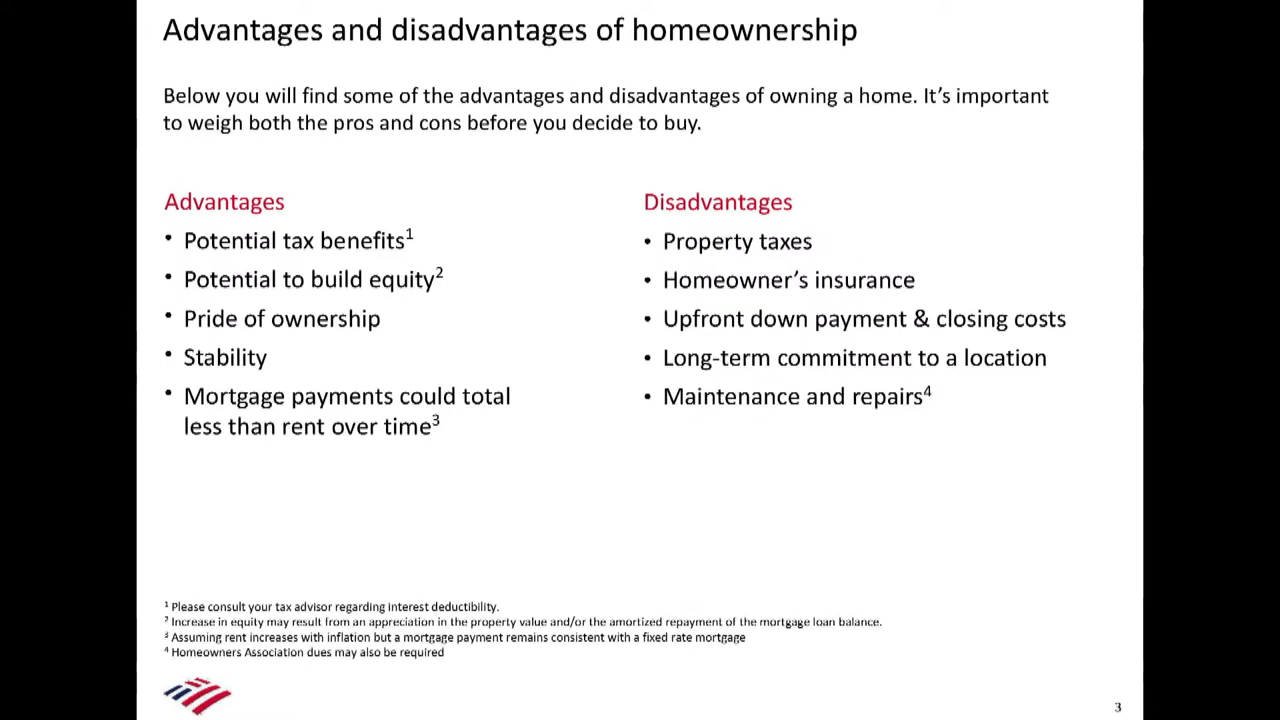 Advantages and disadvantages of homeownership
Below you will find some of the advantages and disadvantages of owning a home. It’s important
to weigh both the pros and cons before you decide to buy.
Advantages
• Potential tax benefits¹
• Potential to build equity²
• Pride of ownership
• Stability
• Mortgage payments could total
less than rent over time³
Disadvantages
• Property taxes
• Homeowner’s insurance
• Upfront down payment & closing costs
• Long-term commitment to a location
• Maintenance and repairs⁴
¹ Please consult your tax advisor regarding interest deductibility.
² Increase in equity may result from an appreciation in the property value and/or the amortized repayment of the mortgage loan balance.
³ Assuming rent increases with inflation but a mortgage payment remains consistent with a fixed rate mortgage
⁴ Homeowners Association dues may also be required
3